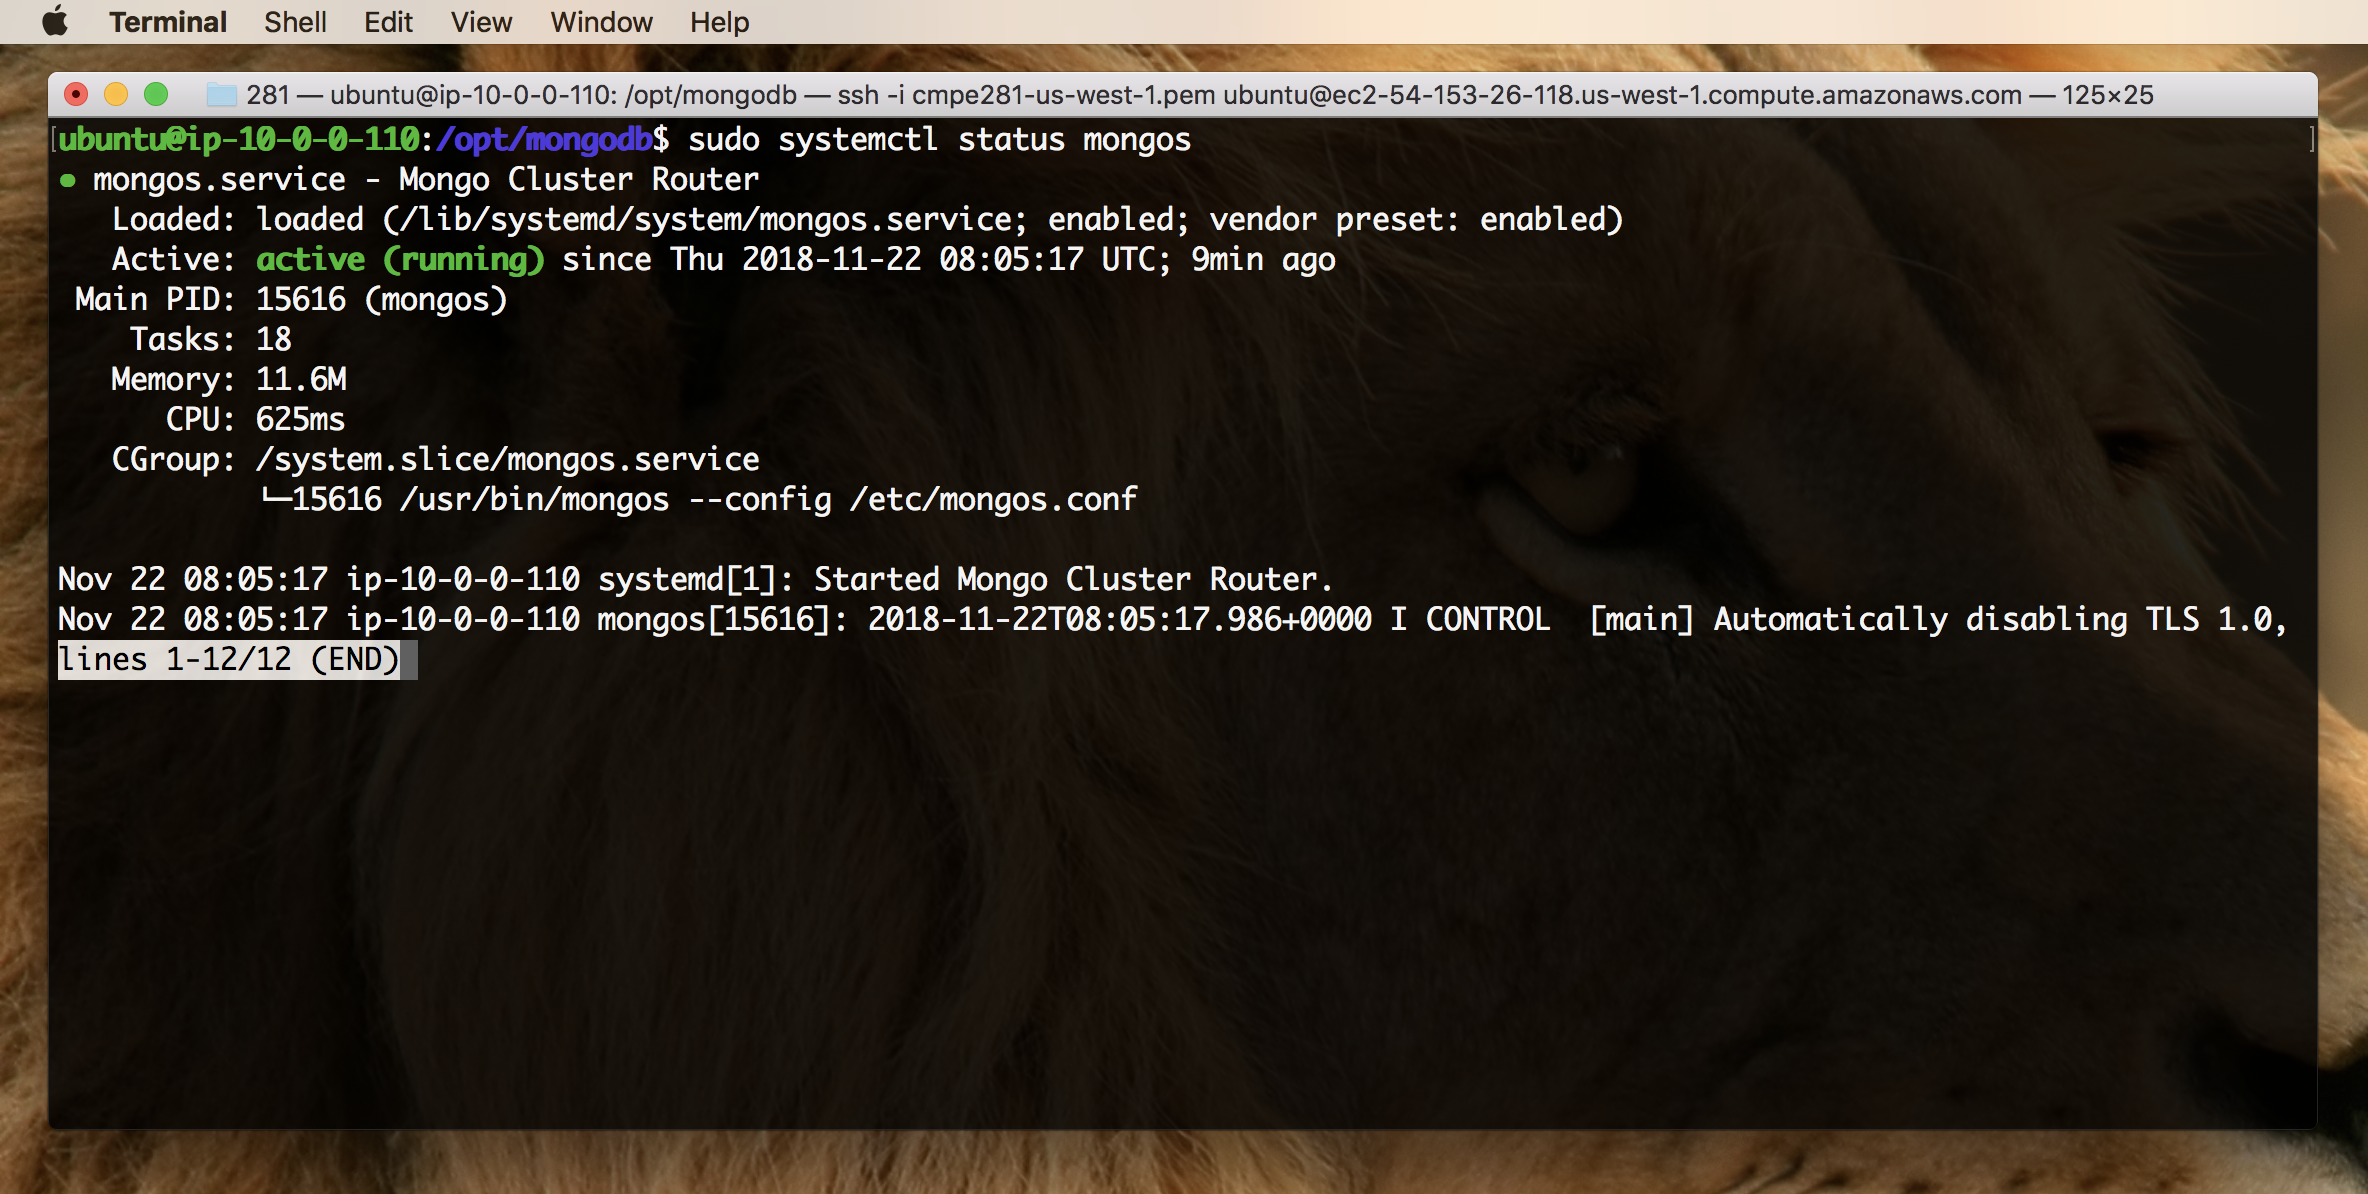 Terminal Shell Edit View Window Help
281 — ubuntu@ip-10-0-0-110: /opt/mongodb — ssh -i cmpe281-us-west-1.pem ubuntu@ec2-54-153-26-118.us-west-1.compute.amazonaws.com — 125×25
[ubuntu@ip-10-0-0-110:/opt/mongodb$ sudo systemctl status mongos ]
● mongos.service - Mongo Cluster Router
Loaded: loaded (/lib/systemd/system/mongos.service; enabled; vendor preset: enabled)
Active: active (running) since Thu 2018-11-22 08:05:17 UTC; 9min ago
Main PID: 15616 (mongos)
Tasks: 18
Memory: 11.6M
CPU: 625ms
CGroup: /system.slice/mongos.service
└─15616 /usr/bin/mongos --config /etc/mongos.conf
Nov 22 08:05:17 ip-10-0-0-110 systemd[1]: Started Mongo Cluster Router.
Nov 22 08:05:17 ip-10-0-0-110 mongos[15616]: 2018-11-22T08:05:17.986+0000 I CONTROL  [main] Automatically disabling TLS 1.0,
lines 1-12/12 (END)